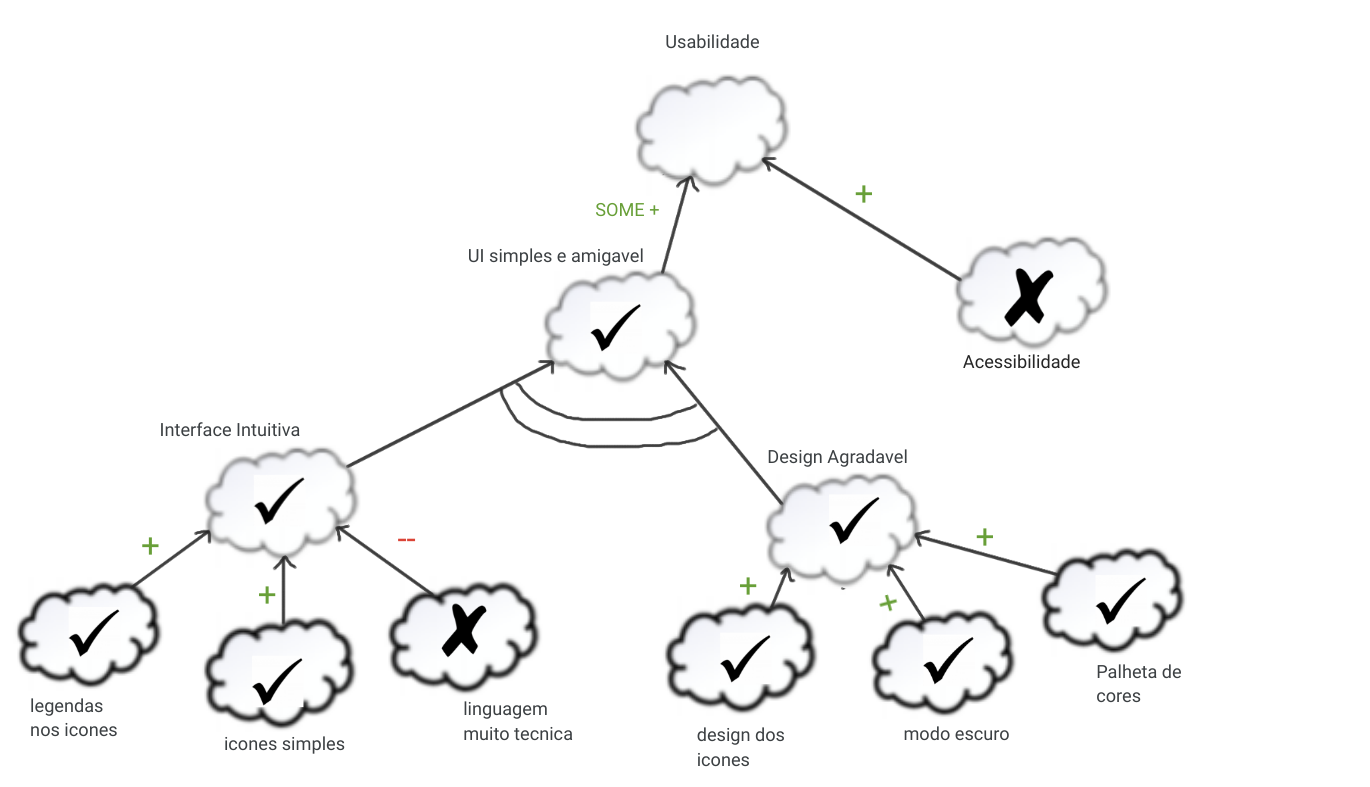 Usabilidade
+
SOME +
UI simples e amigavel
Acessibilidade
Interface Intuitiva
Design Agradavel
+
--
+
+
+
+
legendas
nos icones
icones simples
linguagem
muito tecnica
design dos
icones
modo escuro
Palheta de
cores